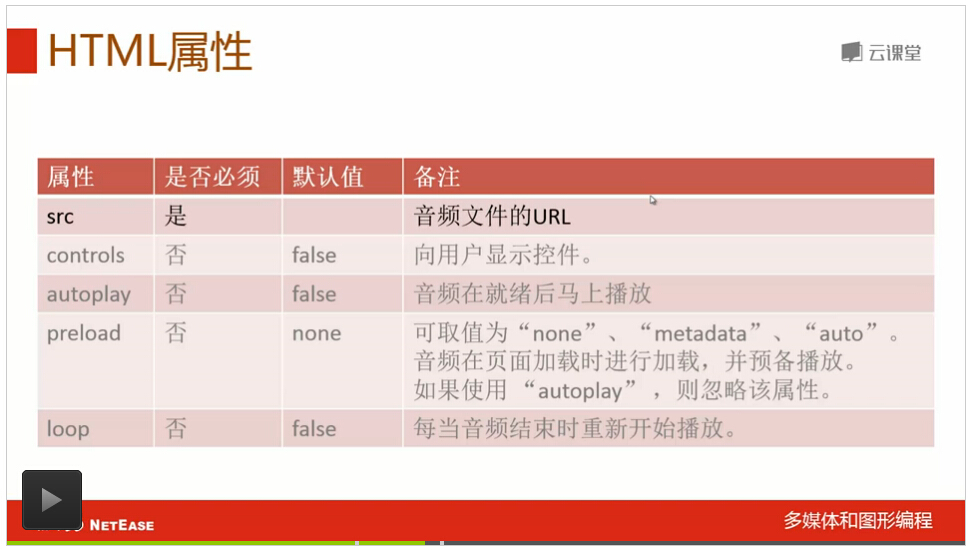 HTML属性
云课堂
属性 是否必须 默认值 备注
src 是 音频文件的URL
controls 否 false 向用户显示控件。
autoplay 否 false 音频在就绪后马上播放
preload 否 none 可取值为“none”、“metadata”、“auto”。
音频在页面加载时进行加载，并预备播放。
如果使用 “autoplay” ，则忽略该属性。
loop 否 false 每当音频结束时重新开始播放。
NETEASE
多媒体和图形编程